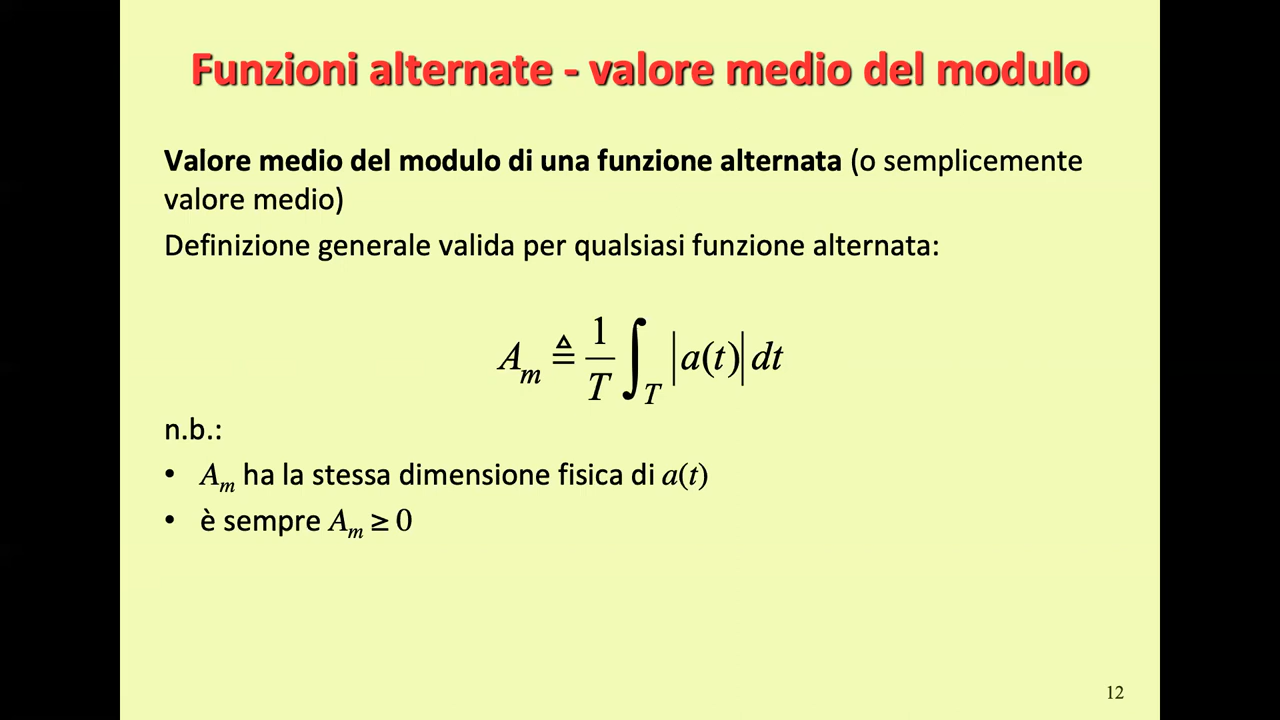 Funzioni alternate - valore medio del modulo
Valore medio del modulo di una funzione alternata (o semplicemente
valore medio)
Definizione generale valida per qualsiasi funzione alternata:
A_m ≜ 1/T ∫_T |a(t)| dt
n.b.:
• A_m ha la stessa dimensione fisica di a(t)
• è sempre A_m ≥ 0
12